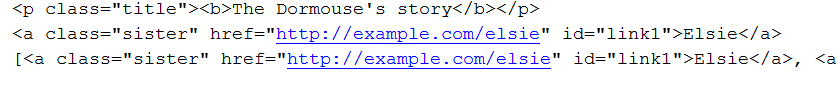 <p class="title"><b>The Dormouse's story</b></p>
<a class="sister" href="http://example.com/elsie" id="link1">Elsie</a>
[<a class="sister" href="http://example.com/elsie" id="link1">Elsie</a>, <a